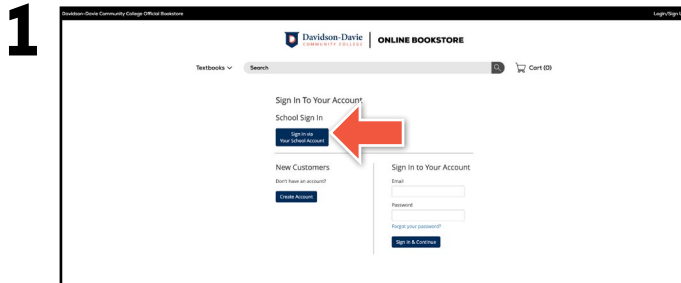 1
Davidson-Davie Community College Official Bookstore
Login/Sign U
Davidson-Davie
COMMUNITY COLLEGE
ONLINE BOOKSTORE
Textbooks
Search
Cart (0)
Sign In To Your Account
School Sign In
Sign In via
Your School Account
New Customers
Don't have an account?
Create Account
Sign In to Your Account
Email
Password
Forgot your password?
Sign In & Continue